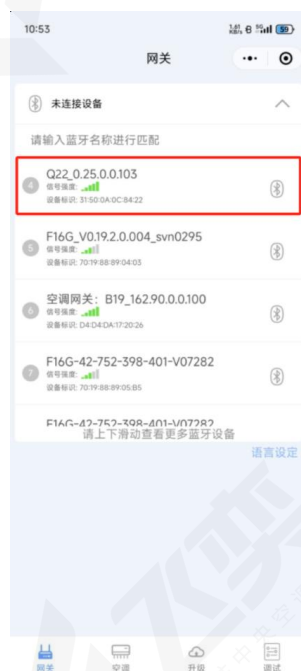 10:53
1.81 KB/s 5G 59
网关
未连接设备
请输入蓝牙名称进行匹配
4
Q22_0.25.0.0.103
信号强度:
设备标识: 31:50:0A:0C:84:22
5
F16G_V0.19.2.0.004_svn0295
信号强度:
设备标识: 70:19:88:89:04:03
6
空调网关：B19_162.90.0.0.100
信号强度:
设备标识: D4:D4:DA:17:20:26
7
F16G-42-752-398-401-V07282
信号强度:
设备标识: 70:19:88:89:05:B5
F16G-42-752-398-401-V07282
请上下滑动查看更多蓝牙设备
语言设定
网关
空调
升级
调试